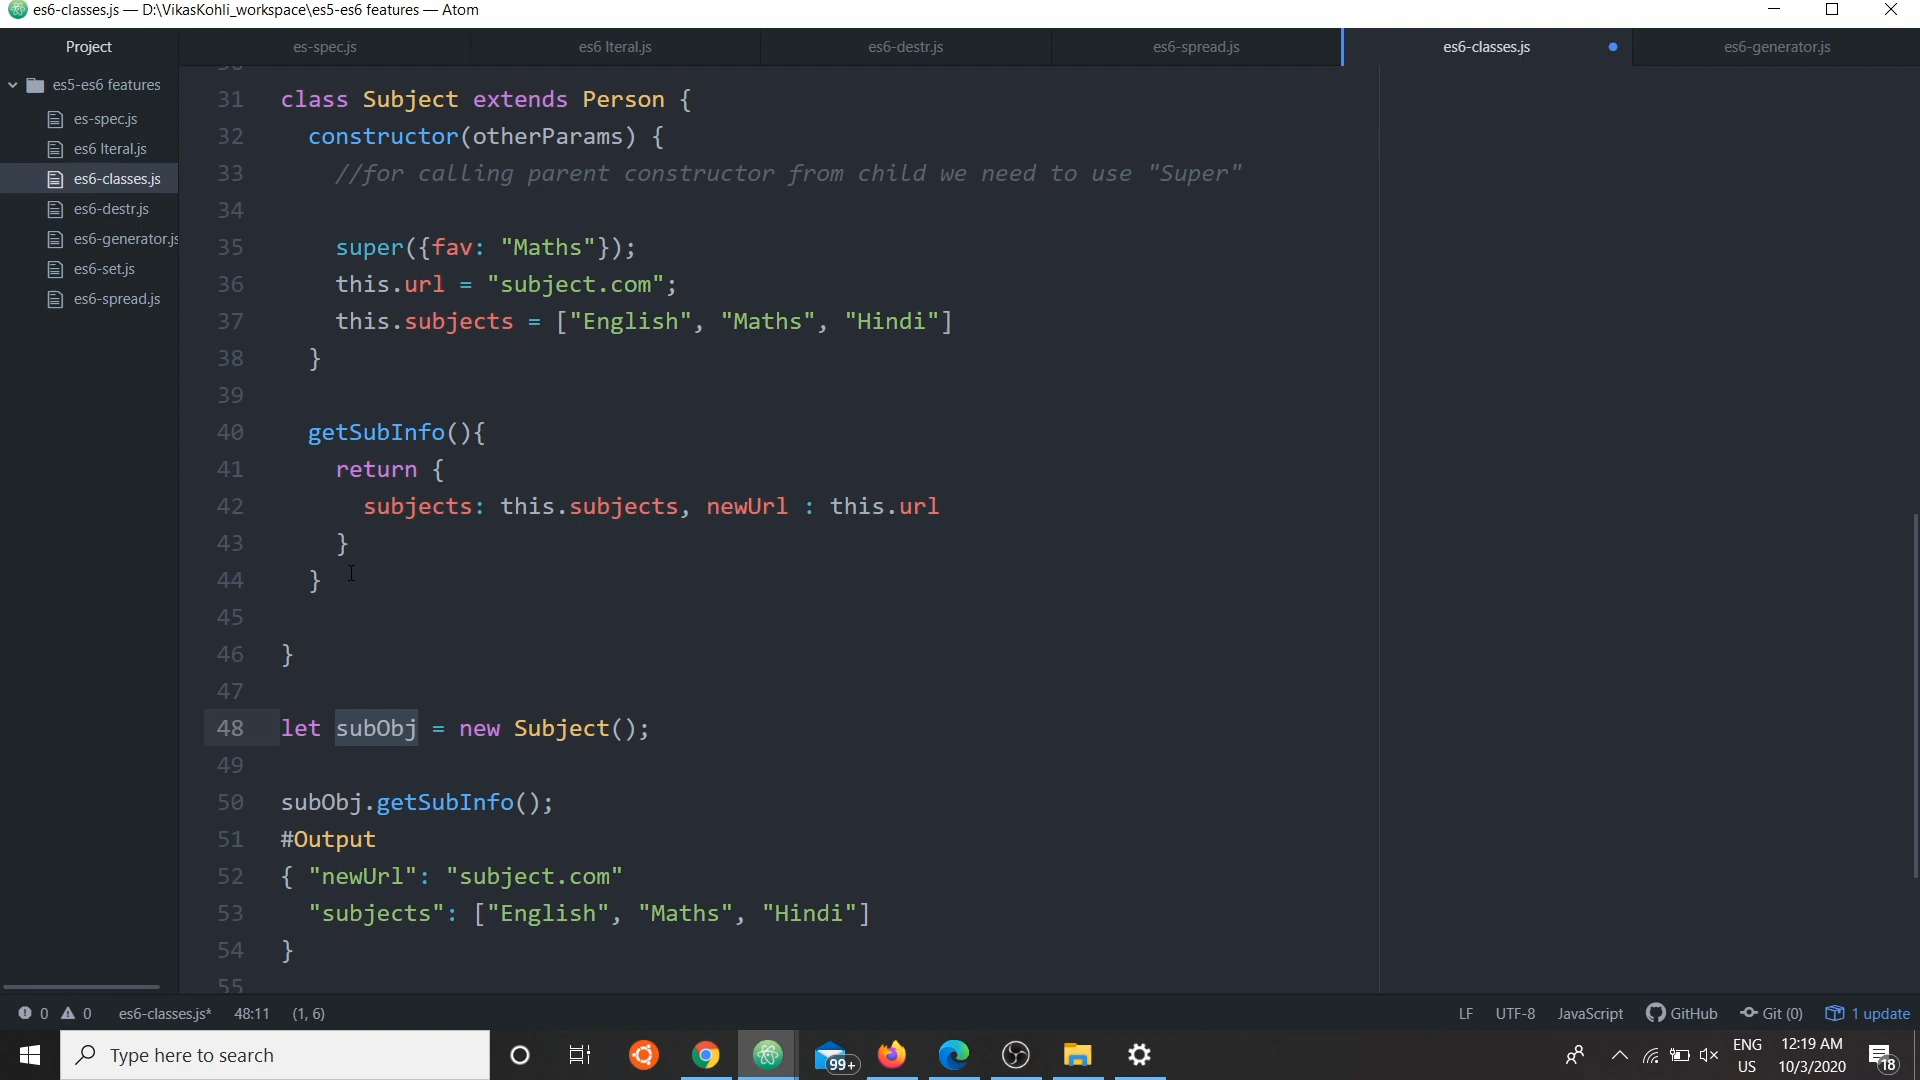 es6-classes.js — D:\VikasKohli_workspace\es5-es6 features — Atom
Project
es-spec.js
es6 lteral.js
es6-destr.js
es6-spread.js
es6-classes.js
es6-generator.js
es5-es6 features
es-spec.js
es6 lteral.js
es6-classes.js
es6-destr.js
es6-generator.js
es6-set.js
es6-spread.js
31 class Subject extends Person {
32 constructor(otherParams) {
33 //for calling parent constructor from child we need to use "Super"
34
35 super({fav: "Maths"});
36 this.url = "subject.com";
37 this.subjects = ["English", "Maths", "Hindi"]
38 }
39
40 getSubInfo(){
41 return {
42 subjects: this.subjects, newUrl : this.url
43 }
44 }
45
46 }
47
48 let subObj = new Subject();
49
50 subObj.getSubInfo();
51 #Output
52 { "newUrl": "subject.com"
53 "subjects": ["English", "Maths", "Hindi"]
54 }
55
0 0 es6-classes.js* 48:11 (1, 6)
LF UTF-8 JavaScript GitHub Git (0) 1 update
Type here to search
99+
ENG
US
12:19 AM
10/3/2020
18